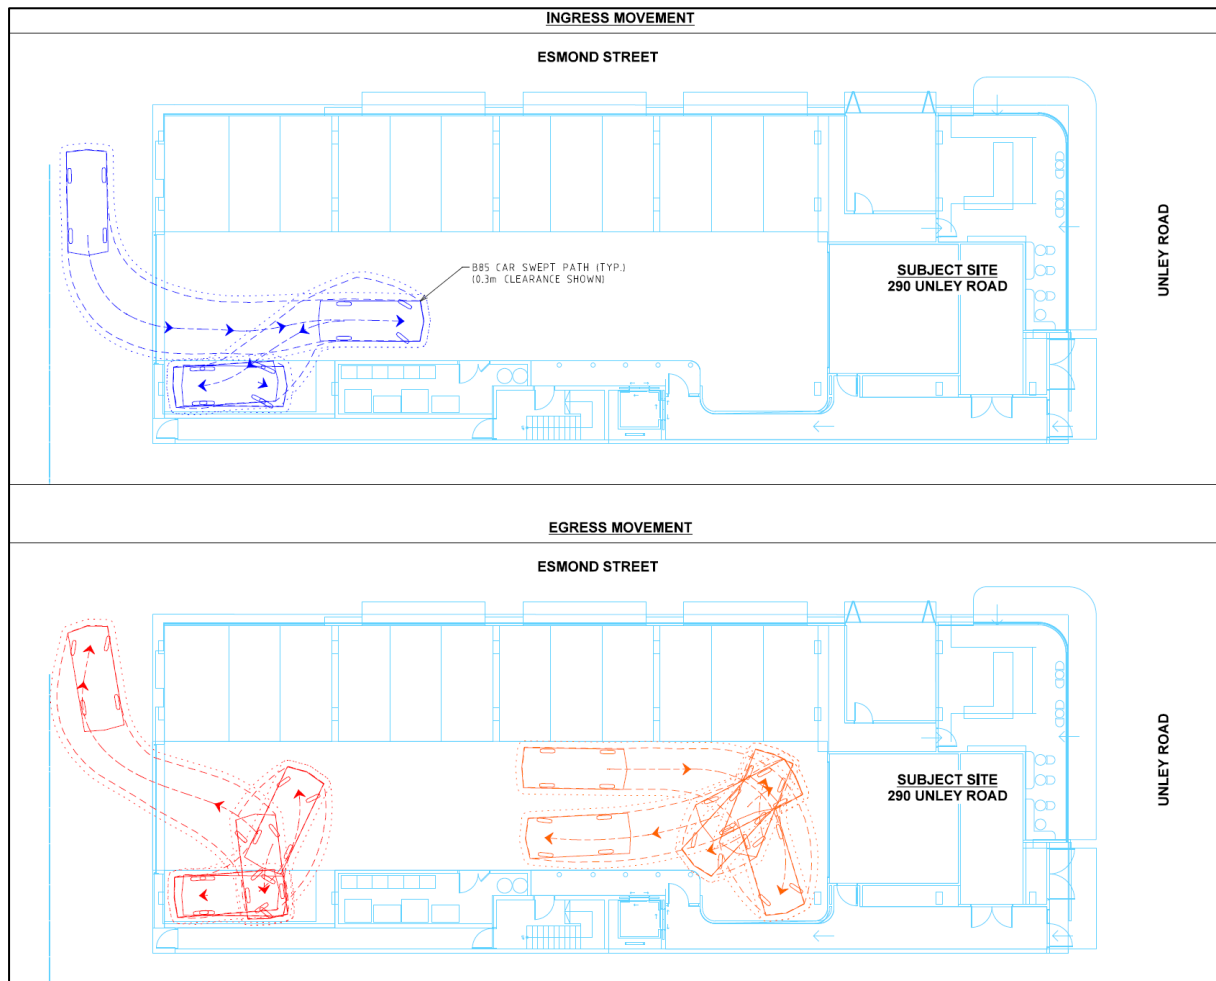 INGRESS MOVEMENT
ESMOND STREET
B85 CAR SWEPT PATH (TYP.)
(0.3m CLEARANCE SHOWN)
SUBJECT SITE
290 UNLEY ROAD
UNLEY ROAD
EGRESS MOVEMENT
ESMOND STREET
SUBJECT SITE
290 UNLEY ROAD
UNLEY ROAD